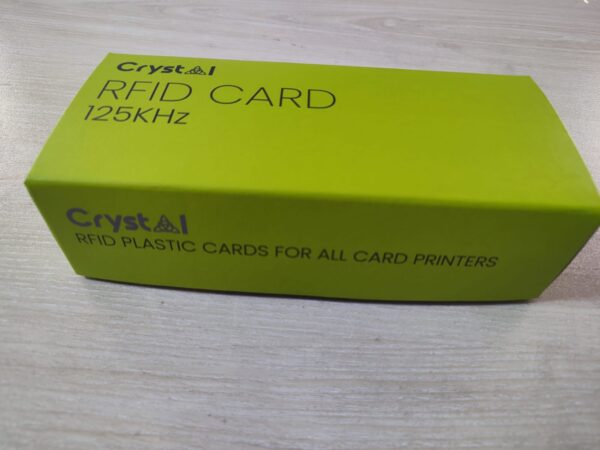 Crystal
RFID CARD
125KHz
Crystal
RFID PLASTIC CARDS FOR ALL CARD PRINTERS